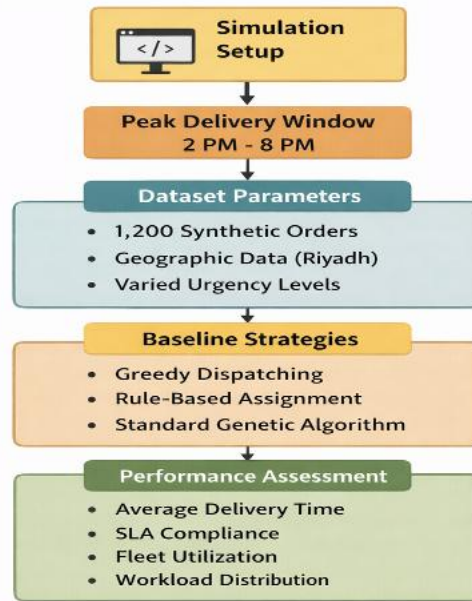 </>
Simulation
Setup
Peak Delivery Window
2 PM - 8 PM
Dataset Parameters
• 1,200 Synthetic Orders
• Geographic Data (Riyadh)
• Varied Urgency Levels
Baseline Strategies
• Greedy Dispatching
• Rule-Based Assignment
• Standard Genetic Algorithm
Performance Assessment
• Average Delivery Time
• SLA Compliance
• Fleet Utilization
• Workload Distribution